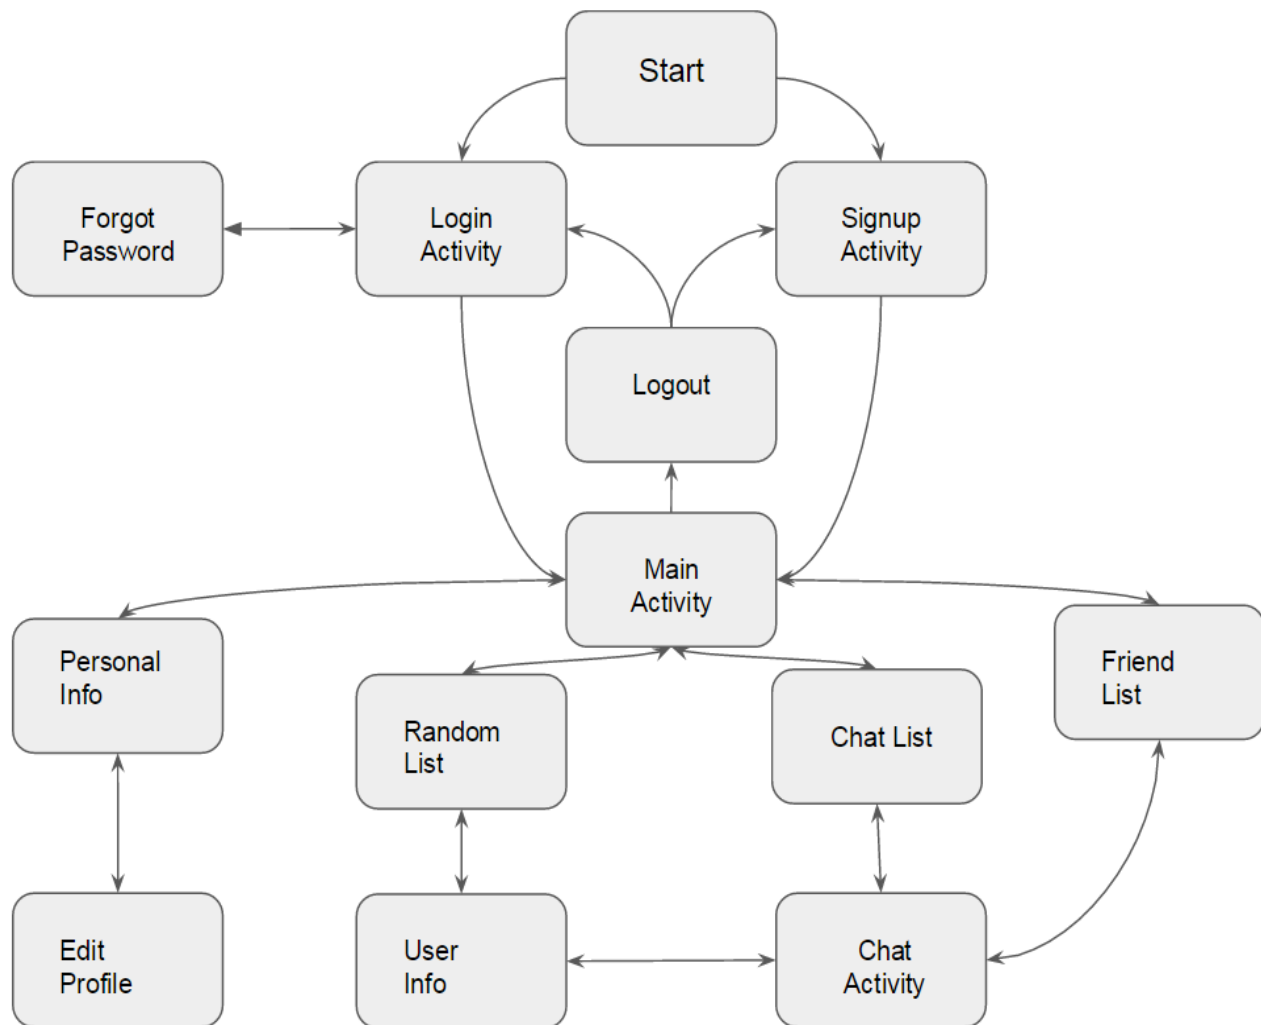 Start
Forgot
Password
Login
Activity
Signup
Activity
Logout
Main
Activity
Personal
Info
Random
List
Chat List
Friend
List
Edit
Profile
User
Info
Chat
Activity